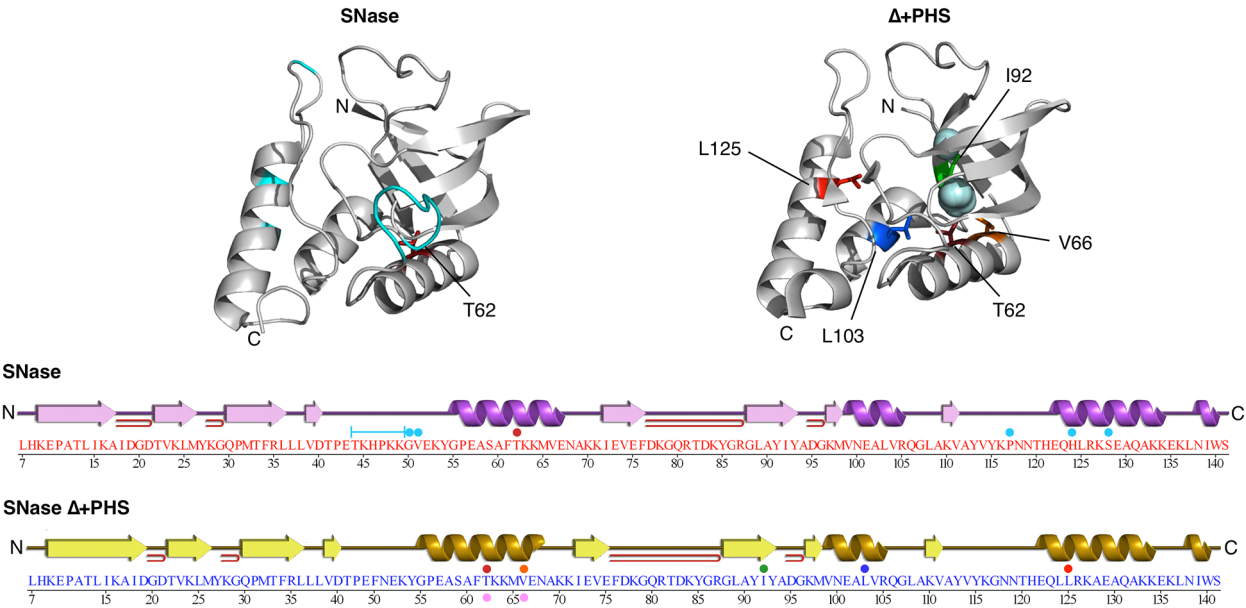 SNase
Δ+PHS
N
I92
N
L125
V66
T62
T62
C
C
L103
SNase
N
C
LHKEPATLIKAIDGDTVKLMYKGQPMTFRLLLVDTPETKHPKKGVEKYGPEASAFTKKMVENAKKIEVEFDKGQRTDKYGRGLAYIYADGKMVNEALVRQGLAKVAYVYKPNNTHEQHLRKSEAQAKKEKLNIWS
7 15 20 25 30 35 40 45 50 55 60 65 70 75 80 85 90 95 100 105 110 115 120 125 130 135 140
SNase Δ+PHS
N
C
LHKEPATLIKAIDGDTVKLMYKGQPMTFRLLLVDTPEFNEKYGPEASAFTKKMVENAKKIEVEFDKGQRTDKYGRGLAYIYADGKMVNEALVRQGLAKVAYVYKGNNTHEQLLRKAEAQAKKEKLNIWS
7 15 20 25 30 35 40 55 60 65 70 75 80 85 90 95 100 105 110 115 120 125 130 135 140